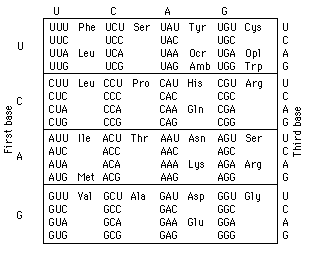 U C A G
UUU Phe UCU Ser UAU Tyr UGU Cys U
UUC UCC UAC UGC C
U UUA Leu UCA UAA Ocr UGA Opl A
UUG UCG UAG Amb UGG Trp G
CUU Leu CCU Pro CAU His CGU Arg U
CUC CCC CAC CGC C
C CUA CCA CAA Gln CGA A
CUG CCG CAG CGG G
First base Third base
AUU Ile ACU Thr AAU Asn AGU Ser U
AUC ACC AAC AGC C
A AUA ACA AAA Lys AGA Arg A
AUG Met ACG AAG AGG G
GUU Val GCU Ala GAU Asp GGU Gly U
GUC GCC GAC GGC C
G GUA GCA GAA Glu GGA A
GUG GCG GAG GGG G